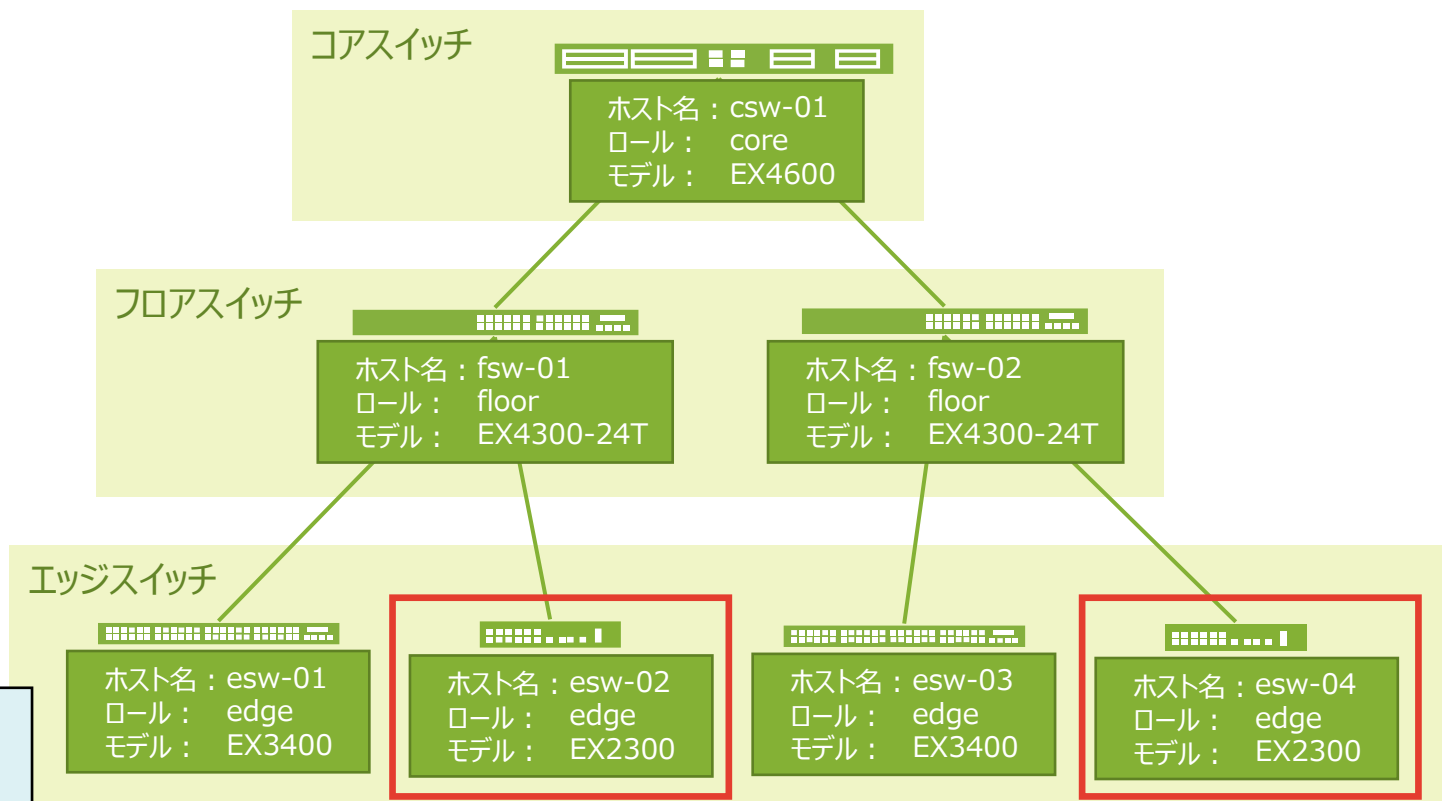 コアスイッチ
ホスト名：csw-01
ロール： core
モデル： EX4600
フロアスイッチ
ホスト名：fsw-01
ロール： floor
モデル： EX4300-24T
ホスト名：fsw-02
ロール： floor
モデル： EX4300-24T
エッジスイッチ
ホスト名：esw-01
ロール： edge
モデル： EX3400
ホスト名：esw-02
ロール： edge
モデル： EX2300
ホスト名：esw-03
ロール： edge
モデル： EX3400
ホスト名：esw-04
ロール： edge
モデル： EX2300